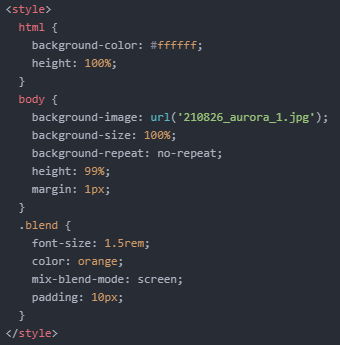 <style>
html {
background-color: #ffffff;
height: 100%;
}
body {
background-image: url('210826_aurora_1.jpg');
background-size: 100%;
background-repeat: no-repeat;
height: 99%;
margin: 1px;
}
.blend {
font-size: 1.5rem;
color: orange;
mix-blend-mode: screen;
padding: 10px;
}
</style>